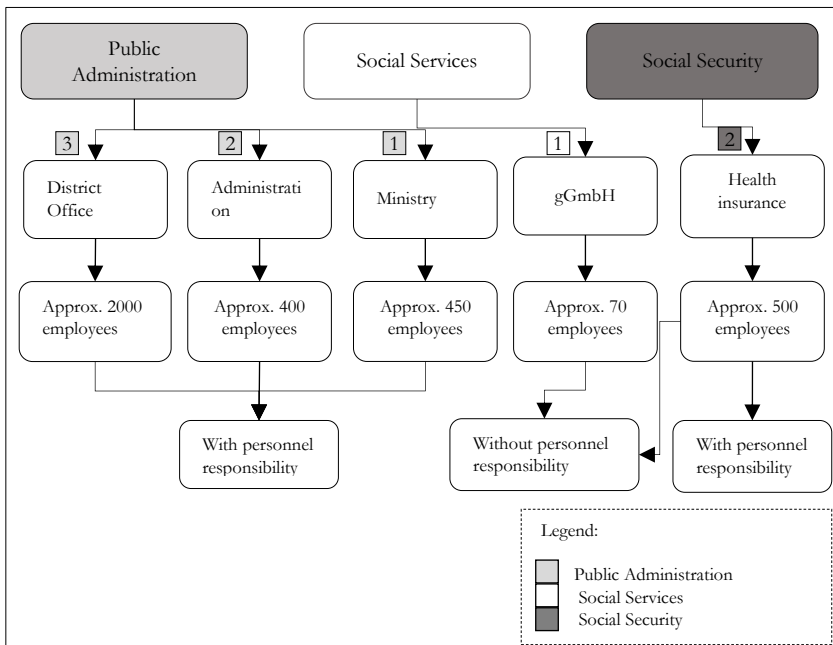 Public
Administration
Social Services
Social Security
3
2
1
1
2
District
Office
Administrati
on
Ministry
gGmbH
Health
insurance
Approx. 2000
employees
Approx. 400
employees
Approx. 450
employees
Approx. 70
employees
Approx. 500
employees
With personnel
responsibility
Without personnel
responsibility
With personnel
responsibility
Legend:
Public Administration
Social Services
Social Security